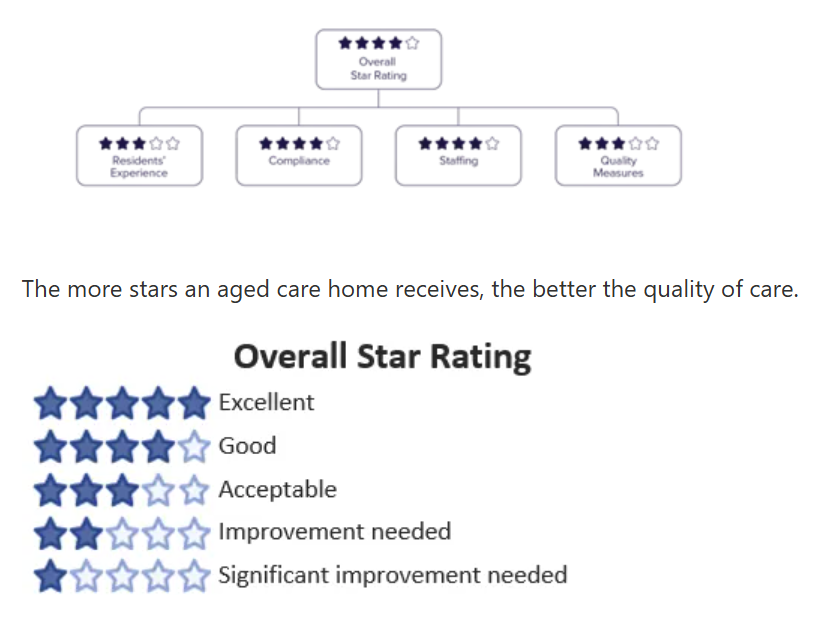 Overall
Star Rating
Residents'
Experience
Compliance
Staffing
Quality
Measures
The more stars an aged care home receives, the better the quality of care.
Overall Star Rating
Excellent
Good
Acceptable
Improvement needed
Significant improvement needed